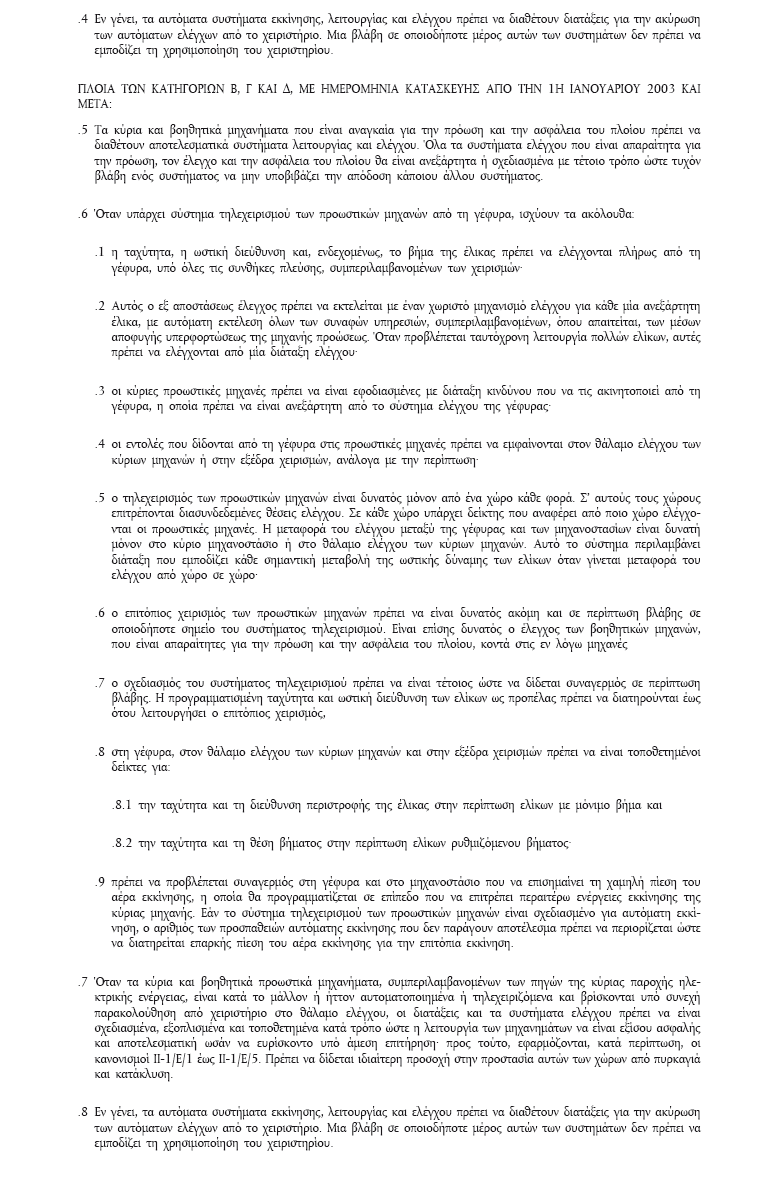 .4 Εν γένει, τα αυτόματα συστήματα εκκίνησης, λειτουργίας και ελέγχου πρέπει να διαθέτουν διατάξεις για την ακύρωση
των αυτόματων ελέγχων από το χειριστήριο. Μια βλάβη σε οποιοδήποτε μέρος αυτών των συστημάτων δεν πρέπει να
εμποδίζει τη χρησιμοποίηση του χειριστηρίου.
ΠΛΟΙΑ ΤΩΝ ΚΑΤΗΓΟΡΙΩΝ Β, Γ ΚΑΙ Δ, ΜΕ ΗΜΕΡΟΜΗΝΙΑ ΚΑΤΑΣΚΕΥΗΣ ΑΠΟ ΤΗΝ 1Η ΙΑΝΟΥΑΡΙΟΥ 2003 ΚΑΙ
ΜΕΤΑ:
.5 Τα κύρια και βοηθητικά μηχανήματα που είναι αναγκαία για την πρόωση και την ασφάλεια του πλοίου πρέπει να
διαθέτουν αποτελεσματικά συστήματα λειτουργίας και ελέγχου. Όλα τα συστήματα ελέγχου που είναι απαραίτητα για
την πρόωση, τον έλεγχο και την ασφάλεια του πλοίου θα είναι ανεξάρτητα ή σχεδιασμένα με τέτοιο τρόπο ώστε τυχόν
βλάβη ενός συστήματος να μην υποβιβάζει την απόδοση κάποιου άλλου συστήματος.
.6 Όταν υπάρχει σύστημα τηλεχειρισμού των προωστικών μηχανών από τη γέφυρα, ισχύουν τα ακόλουθα:
.1 η ταχύτητα, η ωστική διεύθυνση και, ενδεχομένως, το βήμα της έλικας πρέπει να ελέγχονται πλήρως από τη
γέφυρα, υπό όλες τις συνθήκες πλεύσης, συμπεριλαμβανομένων των χειρισμών·
.2 Αυτός ο εξ αποστάσεως έλεγχος πρέπει να εκτελείται με έναν χωριστό μηχανισμό ελέγχου για κάθε μία ανεξάρτητη
έλικα, με αυτόματη εκτέλεση όλων των συναφών υπηρεσιών, συμπεριλαμβανομένων, όπου απαιτείται, των μέσων
αποφυγής υπερφορτώσεως της μηχανής προώσεως. Όταν προβλέπεται ταυτόχρονη λειτουργία πολλών ελίκων, αυτές
πρέπει να ελέγχονται από μία διάταξη ελέγχου·
.3 οι κύριες προωστικές μηχανές πρέπει να είναι εφοδιασμένες με διάταξη κινδύνου που να τις ακινητοποιεί από τη
γέφυρα, η οποία πρέπει να είναι ανεξάρτητη από το σύστημα ελέγχου της γέφυρας·
.4 οι εντολές που δίδονται από τη γέφυρα στις προωστικές μηχανές πρέπει να εμφαίνονται στον θάλαμο ελέγχου των
κύριων μηχανών ή στην εξέδρα χειρισμών, ανάλογα με την περίπτωση·
.5 ο τηλεχειρισμός των προωστικών μηχανών είναι δυνατός μόνον από ένα χώρο κάθε φορά. Σ' αυτούς τους χώρους
επιτρέπονται διασυνδεδεμένες θέσεις ελέγχου. Σε κάθε χώρο υπάρχει δείκτης που αναφέρει από ποιο χώρο ελέγχο-
νται οι προωστικές μηχανές. Η μεταφορά του ελέγχου μεταξύ της γέφυρας και των μηχανοστασίων είναι δυνατή
μόνον στο κύριο μηχανοστάσιο ή στο θάλαμο ελέγχου των κύριων μηχανών. Αυτό το σύστημα περιλαμβάνει
διάταξη που εμποδίζει κάθε σημαντική μεταβολή της ωστικής δύναμης των ελίκων όταν γίνεται μεταφορά του
ελέγχου από χώρο σε χώρο·
.6 ο επιτόπιος χειρισμός των προωστικών μηχανών πρέπει να είναι δυνατός ακόμη και σε περίπτωση βλάβης σε
οποιοδήποτε σημείο του συστήματος τηλεχειρισμού. Είναι επίσης δυνατός ο έλεγχος των βοηθητικών μηχανών,
που είναι απαραίτητες για την πρόωση και την ασφάλεια του πλοίου, κοντά στις εν λόγω μηχανές
.7 ο σχεδιασμός του συστήματος τηλεχειρισμού πρέπει να είναι τέτοιος ώστε να δίδεται συναγερμός σε περίπτωση
βλάβης. Η προγραμματισμένη ταχύτητα και ωστική διεύθυνση των ελίκων ως προπέλας πρέπει να διατηρούνται έως
ότου λειτουργήσει ο επιτόπιος χειρισμός,
.8 στη γέφυρα, στον θάλαμο ελέγχου των κύριων μηχανών και στην εξέδρα χειρισμών πρέπει να είναι τοποθετημένοι
δείκτες για:
.8.1 την ταχύτητα και τη διεύθυνση περιστροφής της έλικας στην περίπτωση ελίκων με μόνιμο βήμα και
.8.2 την ταχύτητα και τη θέση βήματος στην περίπτωση ελίκων ρυθμιζόμενου βήματος·
.9 πρέπει να προβλέπεται συναγερμός στη γέφυρα και στο μηχανοστάσιο που να επισημαίνει τη χαμηλή πίεση του
αέρα εκκίνησης, η οποία θα προγραμματίζεται σε επίπεδο που να επιτρέπει περαιτέρω ενέργειες εκκίνησης της
κύριας μηχανής. Εάν το σύστημα τηλεχειρισμού των προωστικών μηχανών είναι σχεδιασμένο για αυτόματη εκκί-
νηση, ο αριθμός των προσπαθειών αυτόματης εκκίνησης που δεν παράγουν αποτέλεσμα πρέπει να περιορίζεται ώστε
να διατηρείται επαρκής πίεση του αέρα εκκίνησης για την επιτόπια εκκίνηση.
.7 Όταν τα κύρια και βοηθητικά προωστικά μηχανήματα, συμπεριλαμβανομένων των πηγών της κύριας παροχής ηλε-
κτρικής ενέργειας, είναι κατά το μάλλον ή ήττον αυτοματοποιημένα ή τηλεχειριζόμενα και βρίσκονται υπό συνεχή
παρακολούθηση από χειριστήριο στο θάλαμο ελέγχου, οι διατάξεις και τα συστήματα ελέγχου πρέπει να είναι
σχεδιασμένα, εξοπλισμένα και τοποθετημένα κατά τρόπο ώστε η λειτουργία των μηχανημάτων να είναι εξίσου ασφαλής
και αποτελεσματική ωσάν να ευρίσκοντο υπό άμεση επιτήρηση· προς τούτο, εφαρμόζονται, κατά περίπτωση, οι
κανονισμοί ΙΙ-1/Ε/1 έως ΙΙ-1/Ε/5. Πρέπει να δίδεται ιδιαίτερη προσοχή στην προστασία αυτών των χώρων από πυρκαγιά
και κατάκλυση.
.8 Εν γένει, τα αυτόματα συστήματα εκκίνησης, λειτουργίας και ελέγχου πρέπει να διαθέτουν διατάξεις για την ακύρωση
των αυτόματων ελέγχων από το χειριστήριο. Μια βλάβη σε οποιοδήποτε μέρος αυτών των συστημάτων δεν πρέπει να
εμποδίζει τη χρησιμοποίηση του χειριστηρίου.